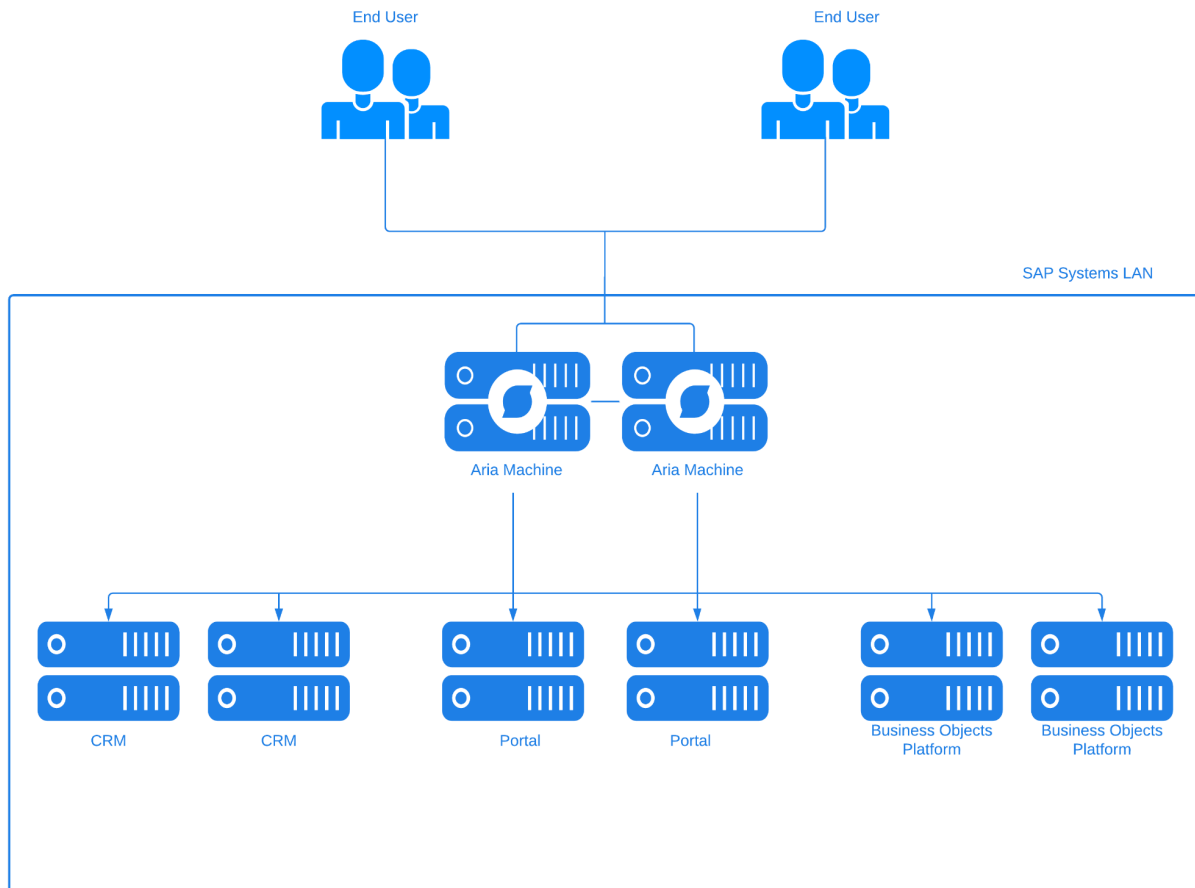 End User
End User
SAP Systems LAN
Aria Machine
Aria Machine
CRM
CRM
Portal
Portal
Business Objects
Platform
Business Objects
Platform